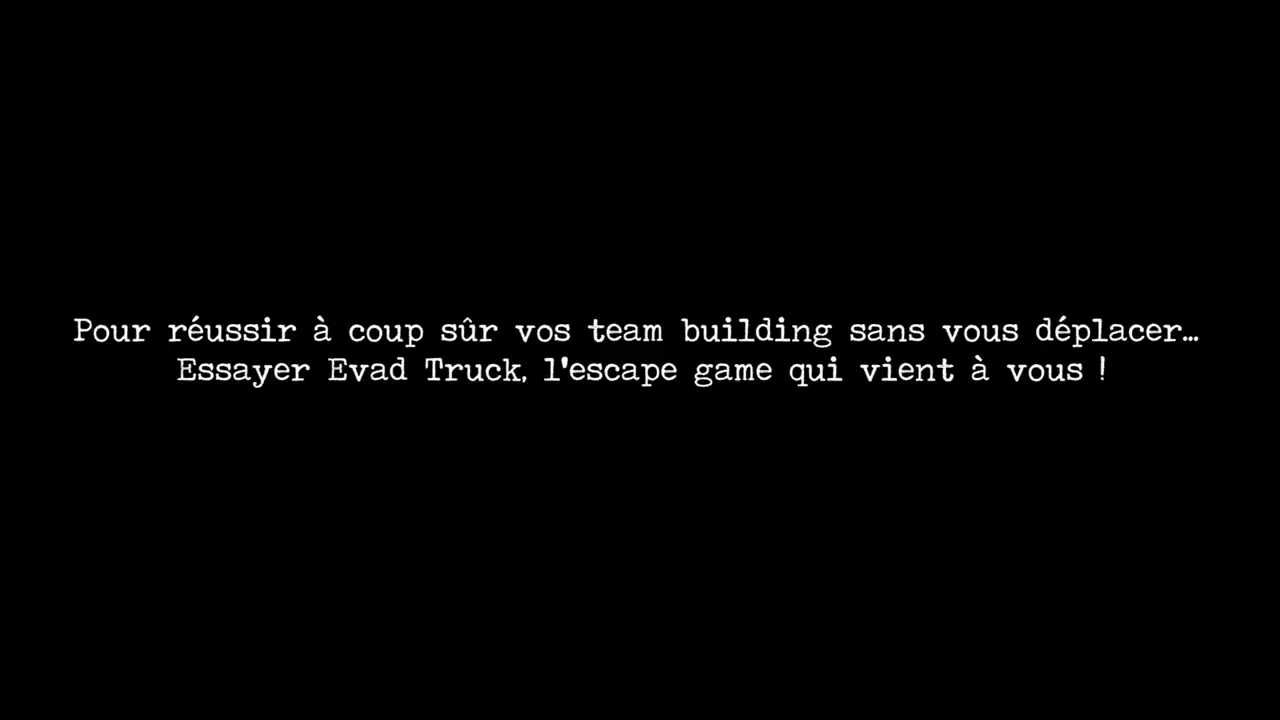 Pour réussir à coup sûr vos team building sans vous déplacer…
Essayer Evad Truck, l'escape game qui vient à vous !